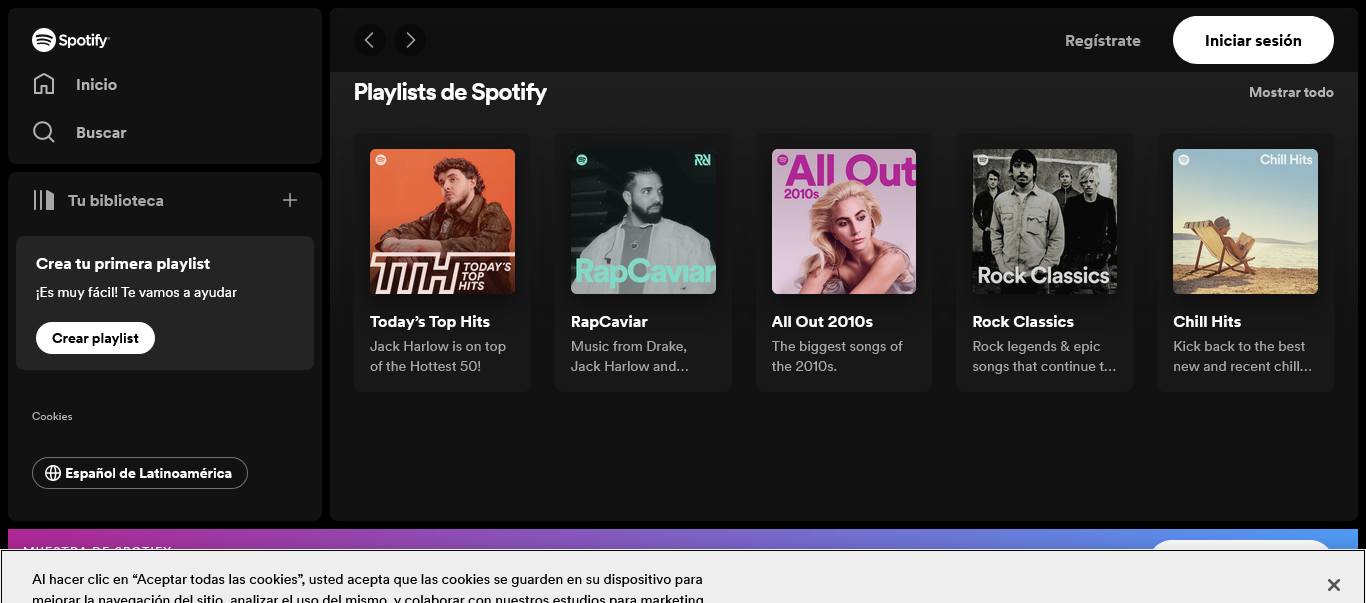 Spotify
Inicio
Buscar
Tu biblioteca
Crea tu primera playlist
¡Es muy fácil! Te vamos a ayudar
Crear playlist
Cookies
Español de Latinoamérica
Regístrate
Iniciar sesión
Playlists de Spotify
Mostrar todo
TTH TODAY'S
TOP
HITS
Today's Top Hits
Jack Harlow is on top
of the Hottest 50!
RapCaviar
RapCaviar
Music from Drake,
Jack Harlow and…
All Out
2010s
All Out 2010s
The biggest songs of
the 2010s.
Rock Classics
Rock Classics
Rock legends & epic
songs that continue t…
Chill Hits
Chill Hits
Kick back to the best
new and recent chill…
MUESTRA DE SPOTIFY
Al hacer clic en “Aceptar todas las cookies”, usted acepta que las cookies se guarden en su dispositivo para
mejorar la navegación del sitio, analizar el uso del mismo, y colaborar con nuestros estudios para marketing